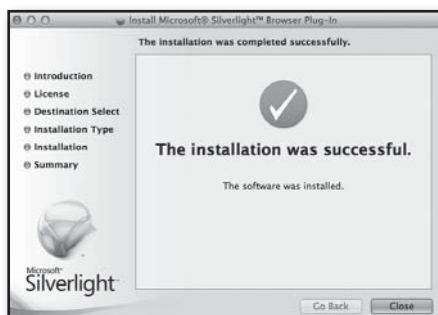 Install Microsoft® Silverlight™ Browser Plug-In
The installation was completed successfully.
Introduction
License
Destination Select
Installation Type
Installation
Summary
The installation was successful.
The software was installed.
Microsoft®
Silverlight™
Go Back
Close